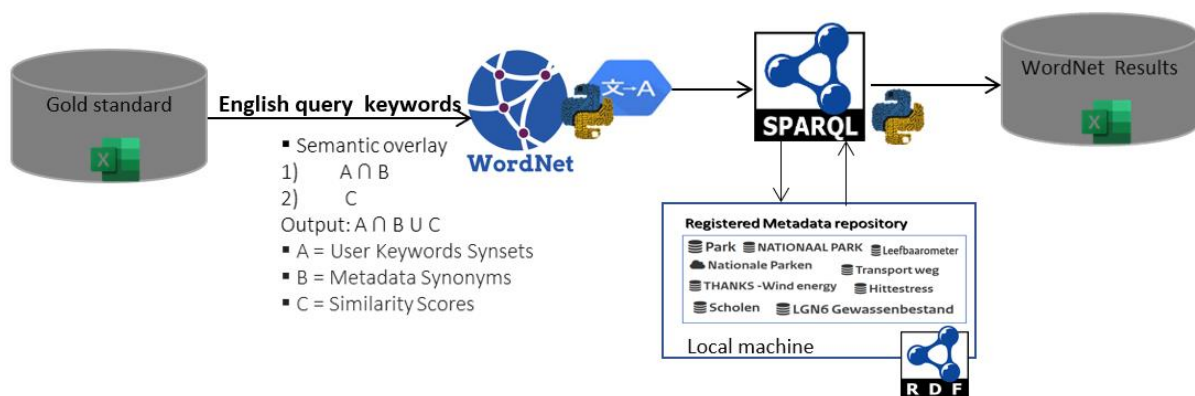 Gold standard
X
English query keywords
▪ Semantic overlay
1) A ∩ B
2) C
Output: A ∩ B U C
▪ A = User Keywords Synsets
▪ B = Metadata Synonyms
▪ C = Similarity Scores
WordNet
文→A
SPARQL
WordNet Results
X
Registered Metadata repository
Park NATIONAAL PARK Leefbaarometer
Nationale Parken Transport weg
THANKS -Wind energy Hittestress
Scholen LGN6 Gewassenbestand
Local machine
RDF